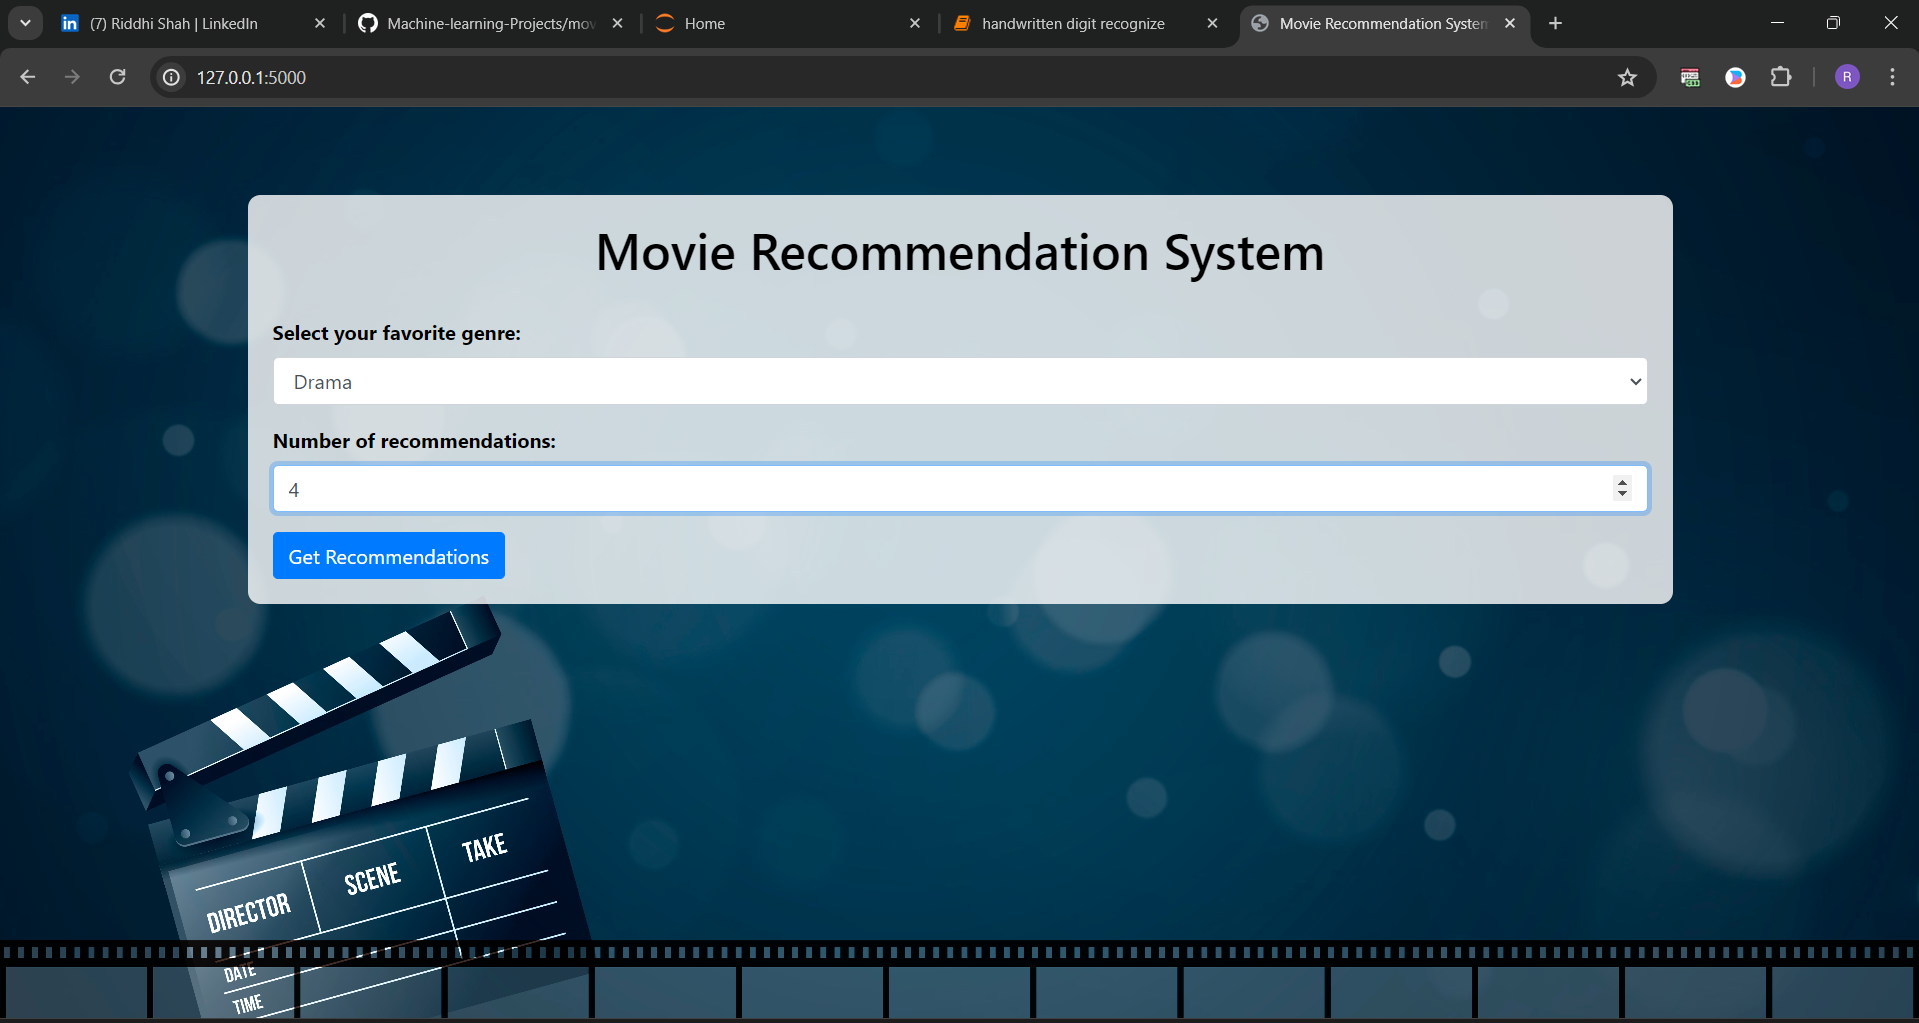 (7) Riddhi Shah | LinkedIn
Machine-learning-Projects/mov
Home
handwritten digit recognize
Movie Recommendation System
127.0.0.1:5000
R
Movie Recommendation System
Select your favorite genre:
Drama
Number of recommendations:
4
Get Recommendations
DIRECTOR
SCENE
TAKE
DATE
TIME